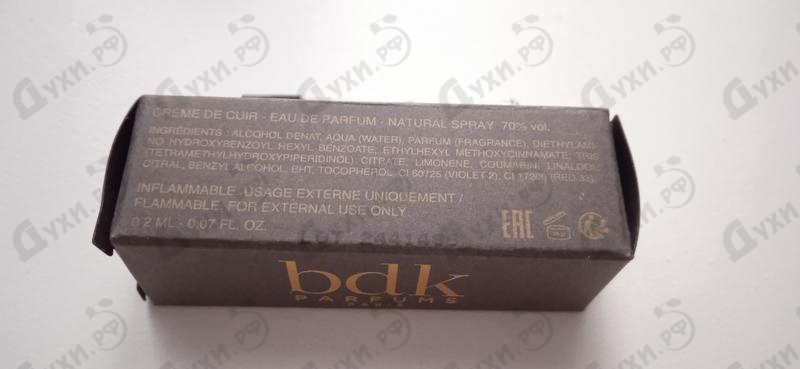 CRÈME DE CUIR - EAU DE PARFUM - NATURAL SPRAY 70% vol.
INGRÉDIENTS : ALCOHOL DENAT, AQUA (WATER), PARFUM (FRAGRANCE), DIETHYLAMI-
NO HYDROXYBENZOYL HEXYL BENZOATE, ETHYLHEXYL METHOXYCINNAMATE, TRIS
(TETRAMETHYLHYDROXYPIPERIDINOL) CITRATE, LIMONENE, COUMARIN, LINALOOL,
CITRAL, BENZYL ALCOHOL, BHT, TOCOPHEROL, CI 60725 (VIOLET 2), CI 17200 (RED 33)
INFLAMMABLE. USAGE EXTERNE UNIQUEMENT /
FLAMMABLE. FOR EXTERNAL USE ONLY
e 2 ML - 0.07 FL. OZ.
EAC
bdk
PARFUMS
PARIS
Духи.РФ